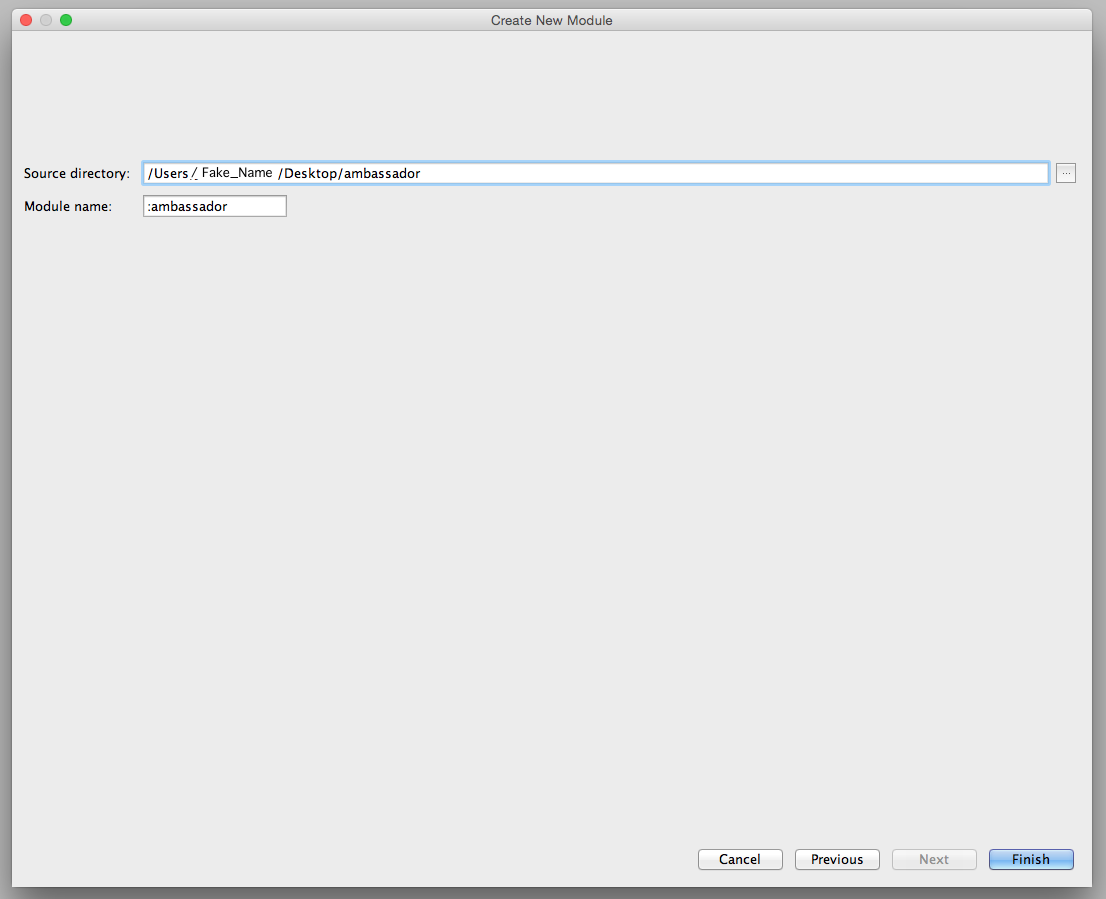 Create New Module
Source directory: /Users/ Fake_Name /Desktop/ambassador ...
Module name: :ambassador
Cancel Previous Next Finish